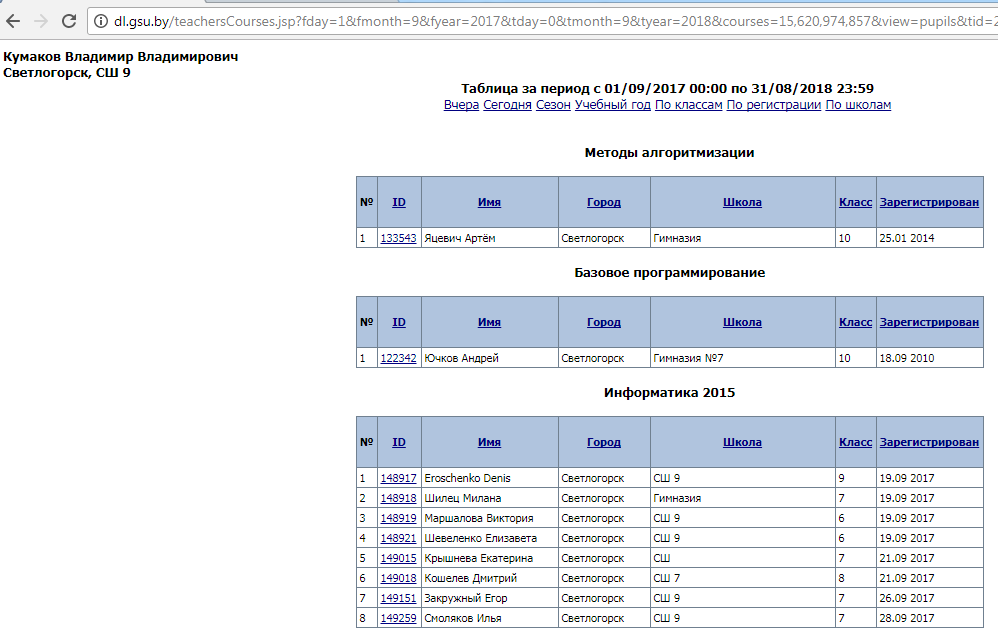 dl.gsu.by/teachersCourses.jsp?fday=1&fmonth=9&fyear=2017&tday=0&tmonth=9&tyear=2018&courses=15,620,974,857&view=pupils&tid=2
Кумаков Владимир Владимирович
Светлогорск, СШ 9
Таблица за период с 01/09/2017 00:00 по 31/08/2018 23:59
Вчера Сегодня Сезон Учебный год По классам По регистрации По школам
Методы алгоритмизации
№ ID Имя Город Школа Класс Зарегистрирован
1 133543 Яцевич Артём Светлогорск Гимназия 10 25.01 2014
Базовое программирование
№ ID Имя Город Школа Класс Зарегистрирован
1 122342 Ючков Андрей Светлогорск Гимназия №7 10 18.09 2010
Информатика 2015
№ ID Имя Город Школа Класс Зарегистрирован
1 148917 Eroschenko Denis Светлогорск СШ 9 9 19.09 2017
2 148918 Шилец Милана Светлогорск Гимназия 7 19.09 2017
3 148919 Маршалова Виктория Светлогорск СШ 9 6 19.09 2017
4 148921 Шевеленко Елизавета Светлогорск СШ 9 6 19.09 2017
5 149015 Крышнева Екатерина Светлогорск СШ 7 21.09 2017
6 149018 Кошелев Дмитрий Светлогорск СШ 7 8 21.09 2017
7 149151 Закружный Егор Светлогорск СШ 9 7 26.09 2017
8 149259 Смоляков Илья Светлогорск СШ 9 7 28.09 2017